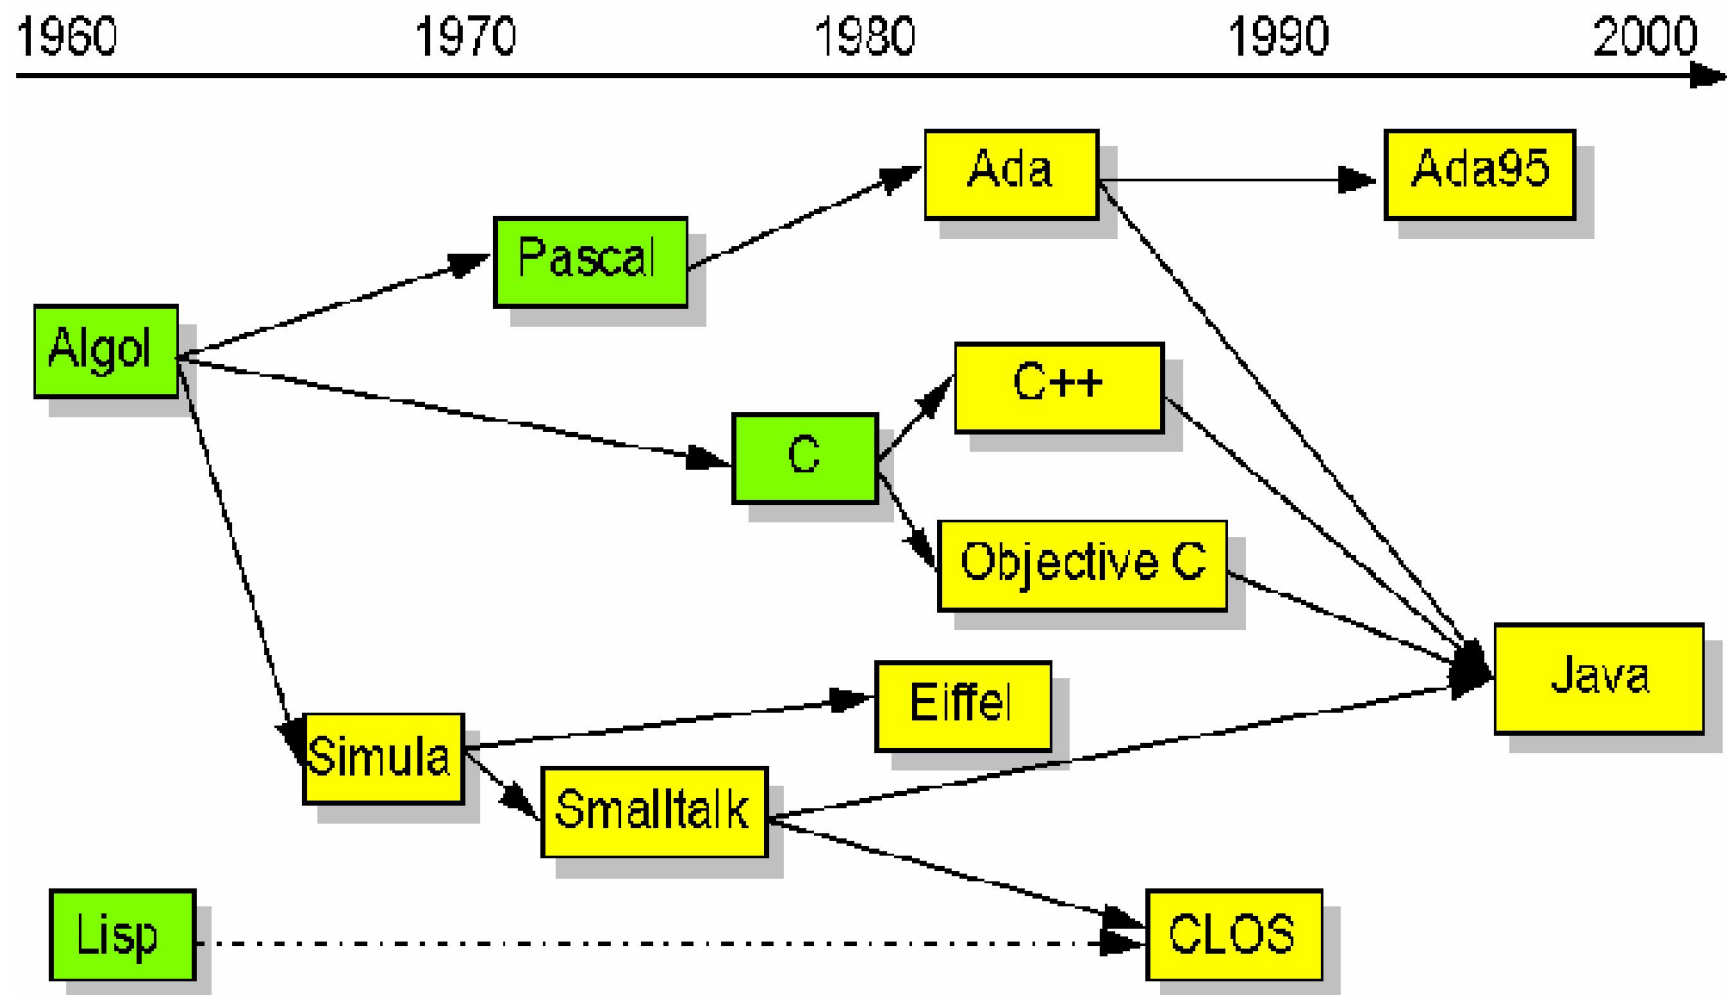 1960 1970 1980 1990 2000
Ada
Ada95
Pascal
Algol
C++
C
Objective C
Java
Eiffel
Simula
Smalltalk
Lisp
CLOS